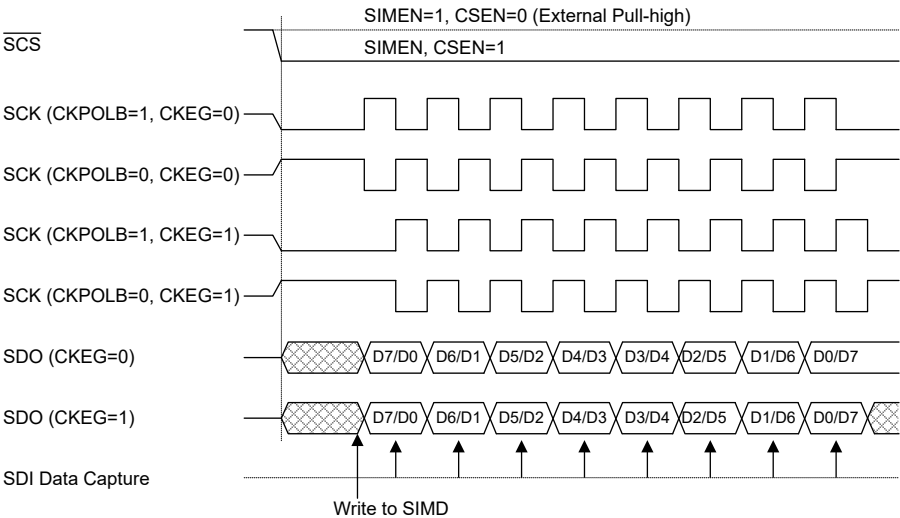 SIMEN=1, CSEN=0 (External Pull-high)
SCS
SIMEN, CSEN=1
SCK (CKPOLB=1, CKEG=0)
SCK (CKPOLB=0, CKEG=0)
SCK (CKPOLB=1, CKEG=1)
SCK (CKPOLB=0, CKEG=1)
SDO (CKEG=0) D7/D0 D6/D1 D5/D2 D4/D3 D3/D4 D2/D5 D1/D6 D0/D7
SDO (CKEG=1) D7/D0 D6/D1 D5/D2 D4/D3 D3/D4 D2/D5 D1/D6 D0/D7
SDI Data Capture
Write to SIMD